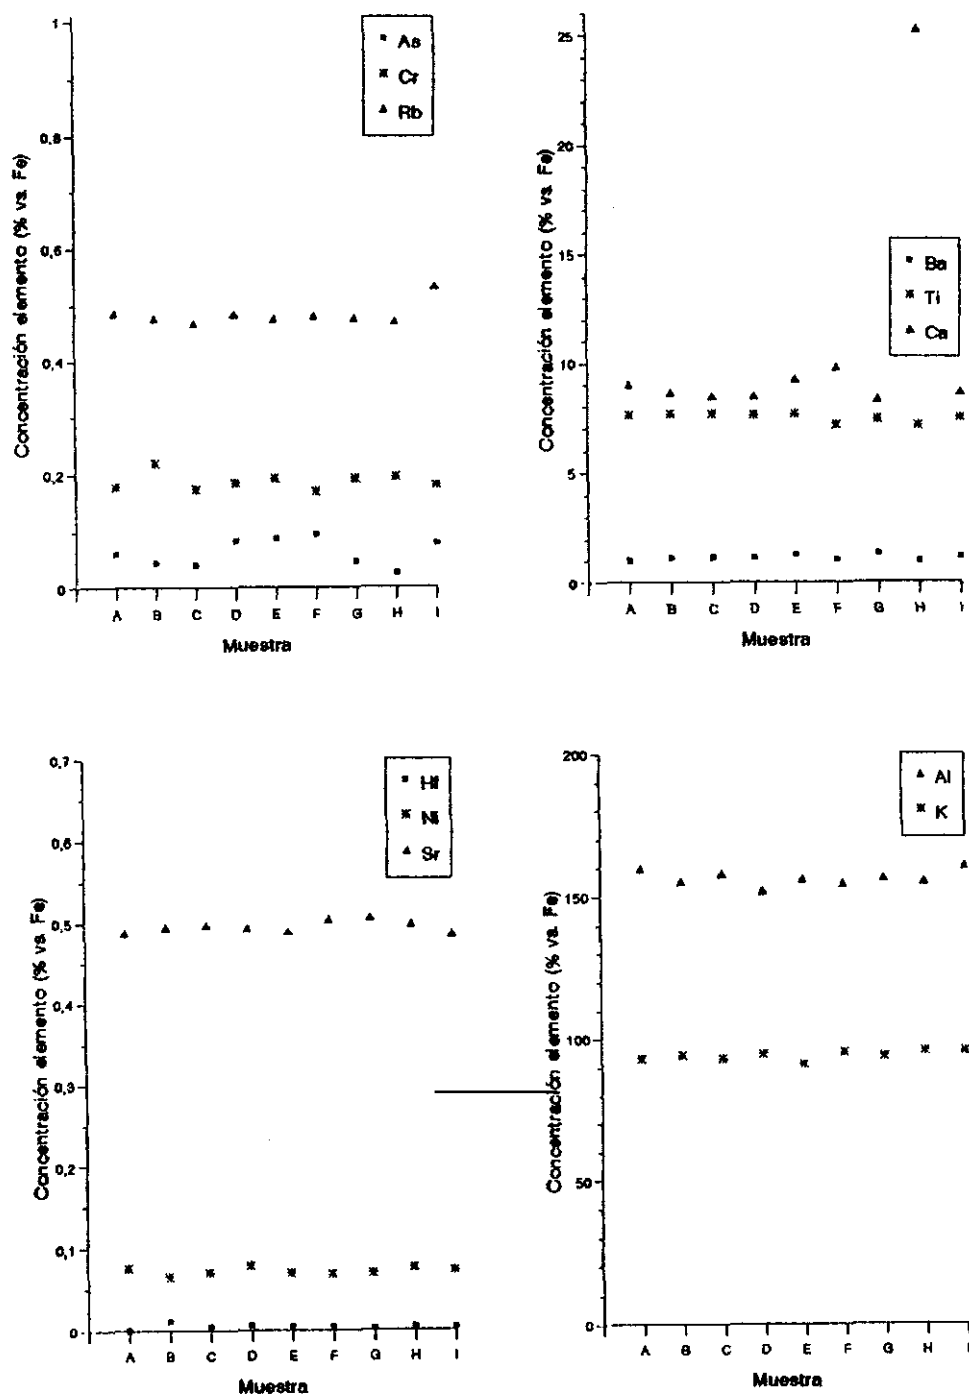 1
0,8
0,6
0,4
0,2
0
Concentración elemento (% vs. Fe)
As
Cr
Rb
A B C D E F G H I
Muestra
25
20
15
10
5
0
Concentración elemento (% vs. Fe)
Ba
Ti
Ca
A B C D E F G H I
Muestra
0,7
0,6
0,5
0,4
0,3
0,2
0,1
0
Concentración elemento (% vs. Fe)
Hf
Ni
Sr
A B C D E F G H I
Muestra
200
150
100
50
0
Concentración elemento (% vs. Fe)
Al
K
A B C D E F G H I
Muestra